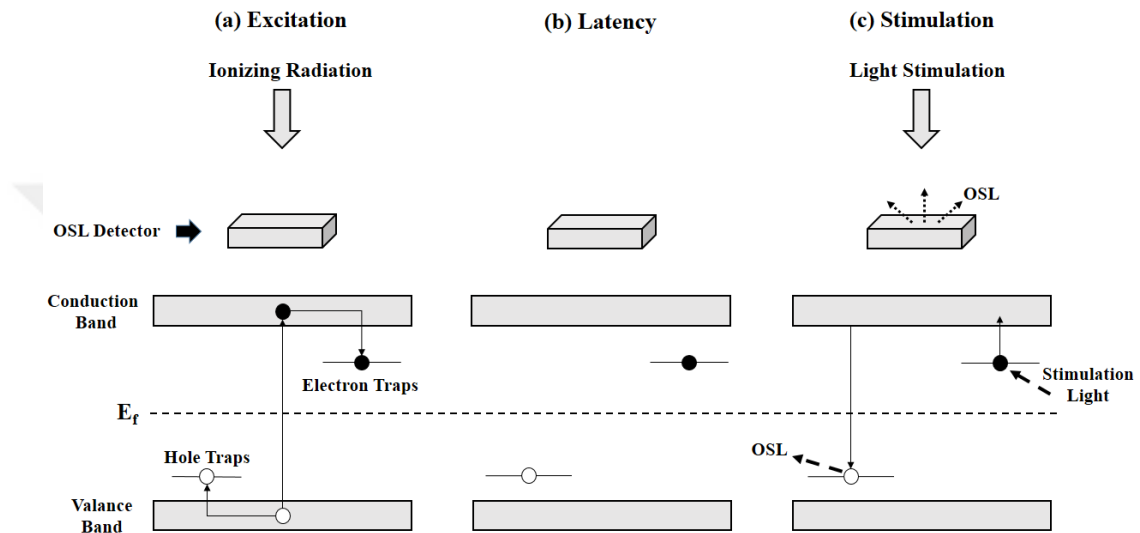 (a) Excitation
(b) Latency
(c) Stimulation
Ionizing Radiation
Light Stimulation
OSL
OSL Detector
Conduction
Band
Electron Traps
Stimulation
Light
Ef
Hole Traps
OSL
Valance
Band